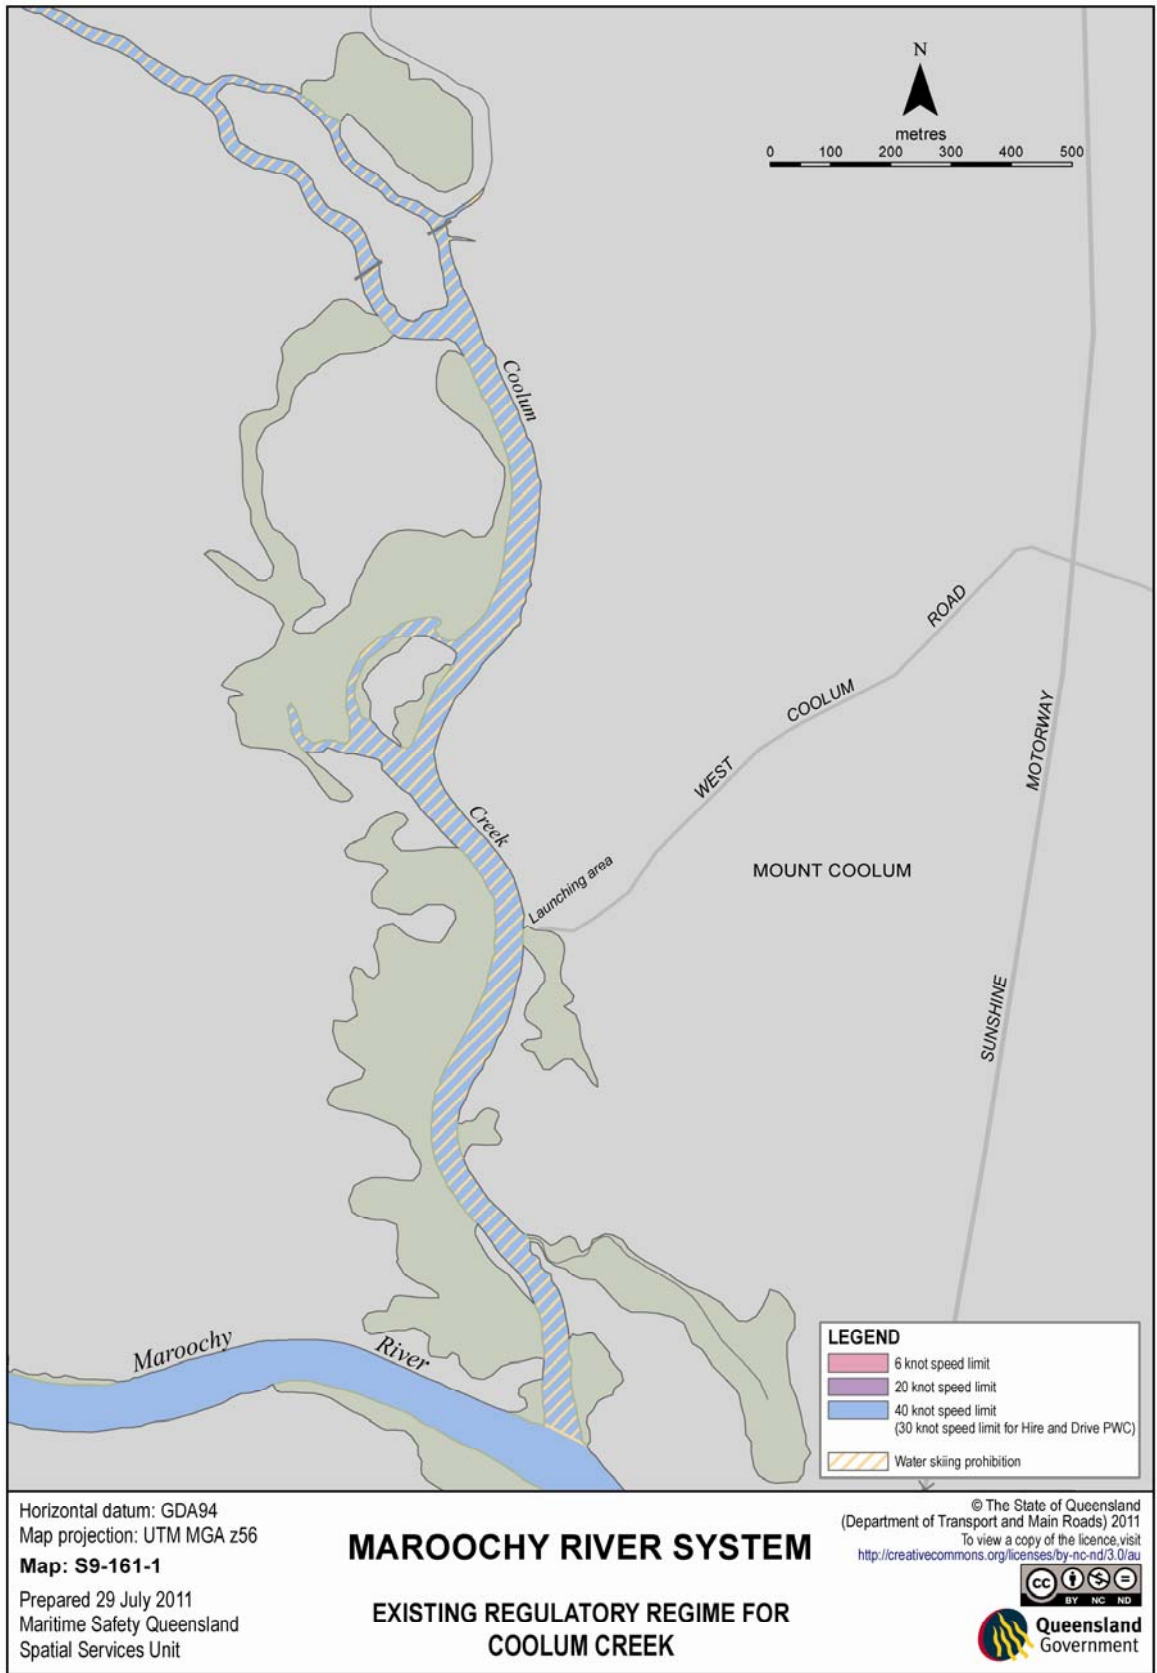 N
metres
0 100 200 300 400 500
Coolum
ROAD
COOLUM
WEST
MOTORWAY
Creek
Launching area
MOUNT COOLUM
SUNSHINE
Maroochy
River
LEGEND
6 knot speed limit
20 knot speed limit
40 knot speed limit
(30 knot speed limit for Hire and Drive PWC)
Water skiing prohibition
Horizontal datum: GDA94
Map projection: UTM MGA z56
Map: S9-161-1
Prepared 29 July 2011
Maritime Safety Queensland
Spatial Services Unit
MAROOCHY RIVER SYSTEM
EXISTING REGULATORY REGIME FOR
COOLUM CREEK
© The State of Queensland
(Department of Transport and Main Roads) 2011
To view a copy of the licence,visit
http://creativecommons.org/licenses/by-nc-nd/3.0/au
cc
BY NC ND
Queensland
Government